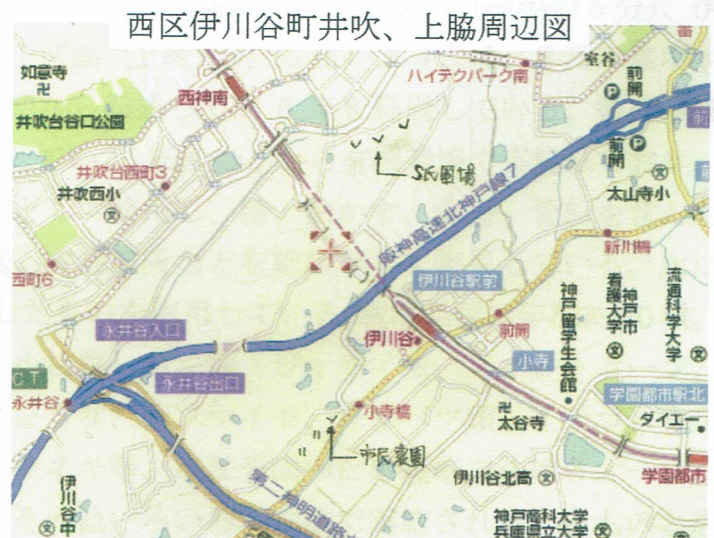 西区伊川谷町井吹、上脇周辺図
如意寺
卍
井吹台谷口公園
西神南
ハイテクパーク南
室谷
前開
P
前開
P
S氏圃場
井吹台西町3
井吹西小
文
太山寺小
文
阪神高速北神戸線7
新川橋
西町6
伊川谷駅前
永井谷入口
伊川谷
前開
神戸留学生会館
神戸市
看護大学
流通科学大学
小寺
永井谷出口
永井谷
小寺橋
卍
太谷寺
学園都市駅北
ダイエー
市民農園
伊川谷北高
文
学園都市
伊川谷中
文
第二神明道路
神戸商科大学
兵庫県立大学